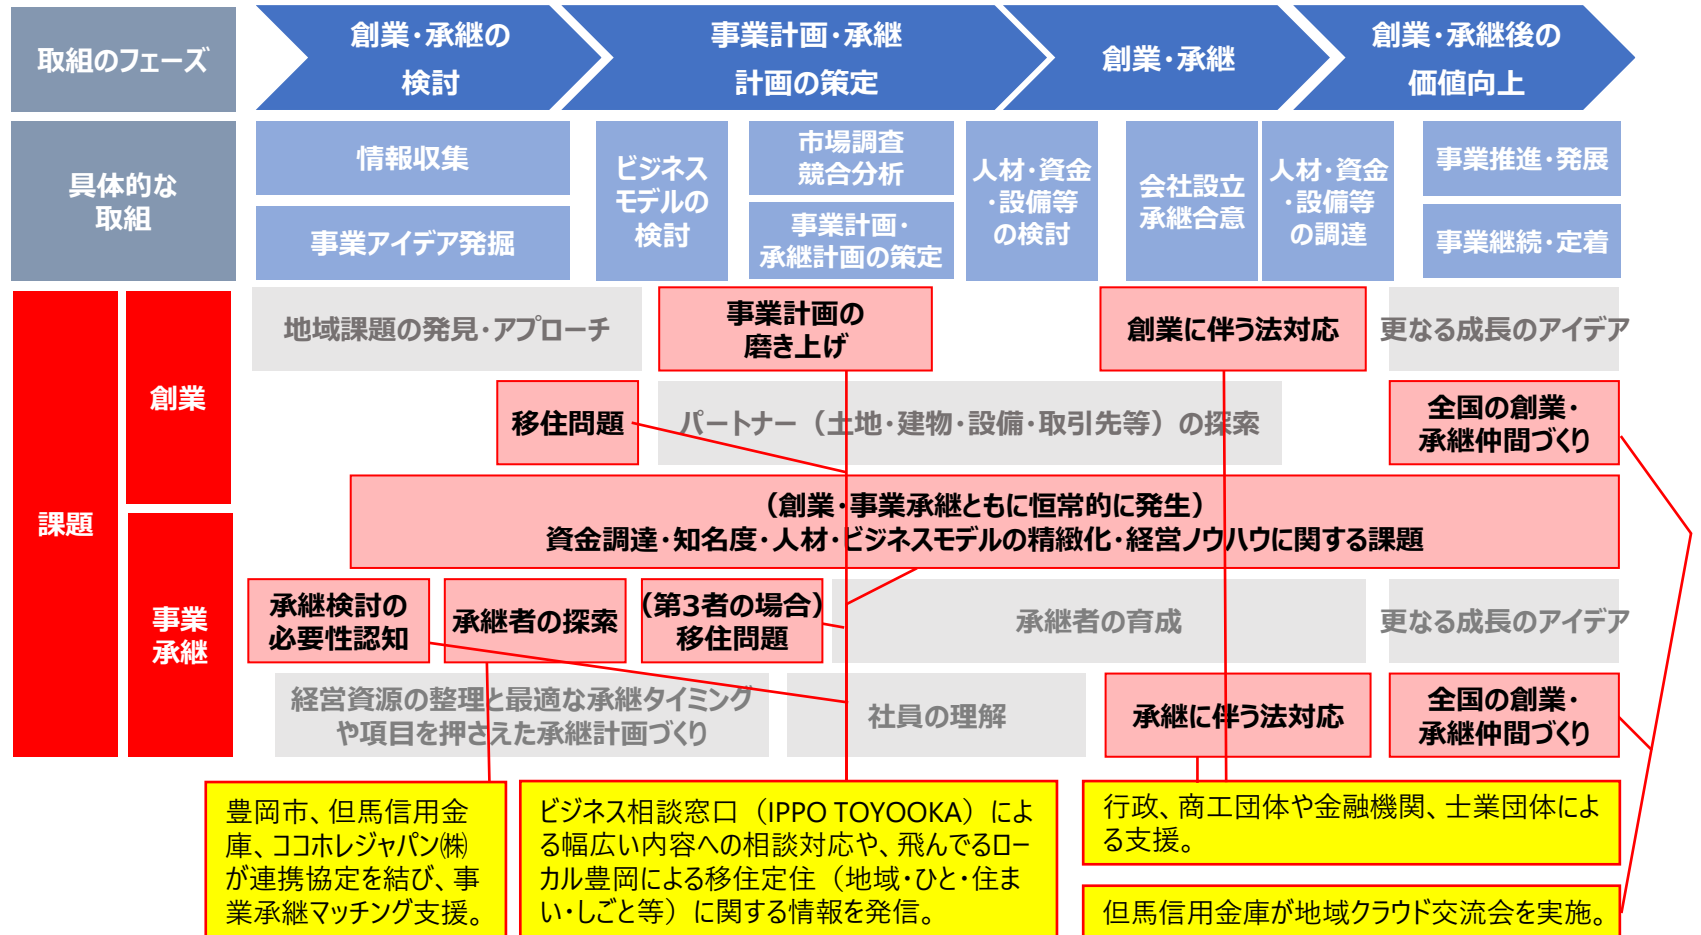 取組のフェーズ
創業・承継の
検討
事業計画・承継
計画の策定
創業・承継
創業・承継後の
価値向上
具体的な
取組
情報収集
事業アイデア発掘
ビジネス
モデルの
検討
市場調査
競合分析
事業計画・
承継計画の策定
人材・資金
・設備等
の検討
会社設立
承継合意
人材・資金
・設備等
の調達
事業推進・発展
事業継続・定着
課題
創業
地域課題の発見・アプローチ
事業計画の
磨き上げ
創業に伴う法対応
更なる成長のアイデア
移住問題
パートナー（土地・建物・設備・取引先等）の探索
全国の創業・
承継仲間づくり
（創業・事業承継ともに恒常的に発生）
資金調達・知名度・人材・ビジネスモデルの精緻化・経営ノウハウに関する課題
事業
承継
承継検討の
必要性認知
承継者の探索
（第3者の場合）
移住問題
承継者の育成
更なる成長のアイデア
経営資源の整理と最適な承継タイミング
や項目を押さえた承継計画づくり
社員の理解
承継に伴う法対応
全国の創業・
承継仲間づくり
豊岡市、但馬信用金
庫、ココホレジャパン㈱
が連携協定を結び、事
業承継マッチング支援。
ビジネス相談窓口（IPPO TOYOOKA）によ
る幅広い内容への相談対応や、飛んでるロー
カル豊岡による移住定住（地域・ひと・住ま
い・しごと等）に関する情報を発信。
行政、商工団体や金融機関、士業団体によ
る支援。
但馬信用金庫が地域クラウド交流会を実施。